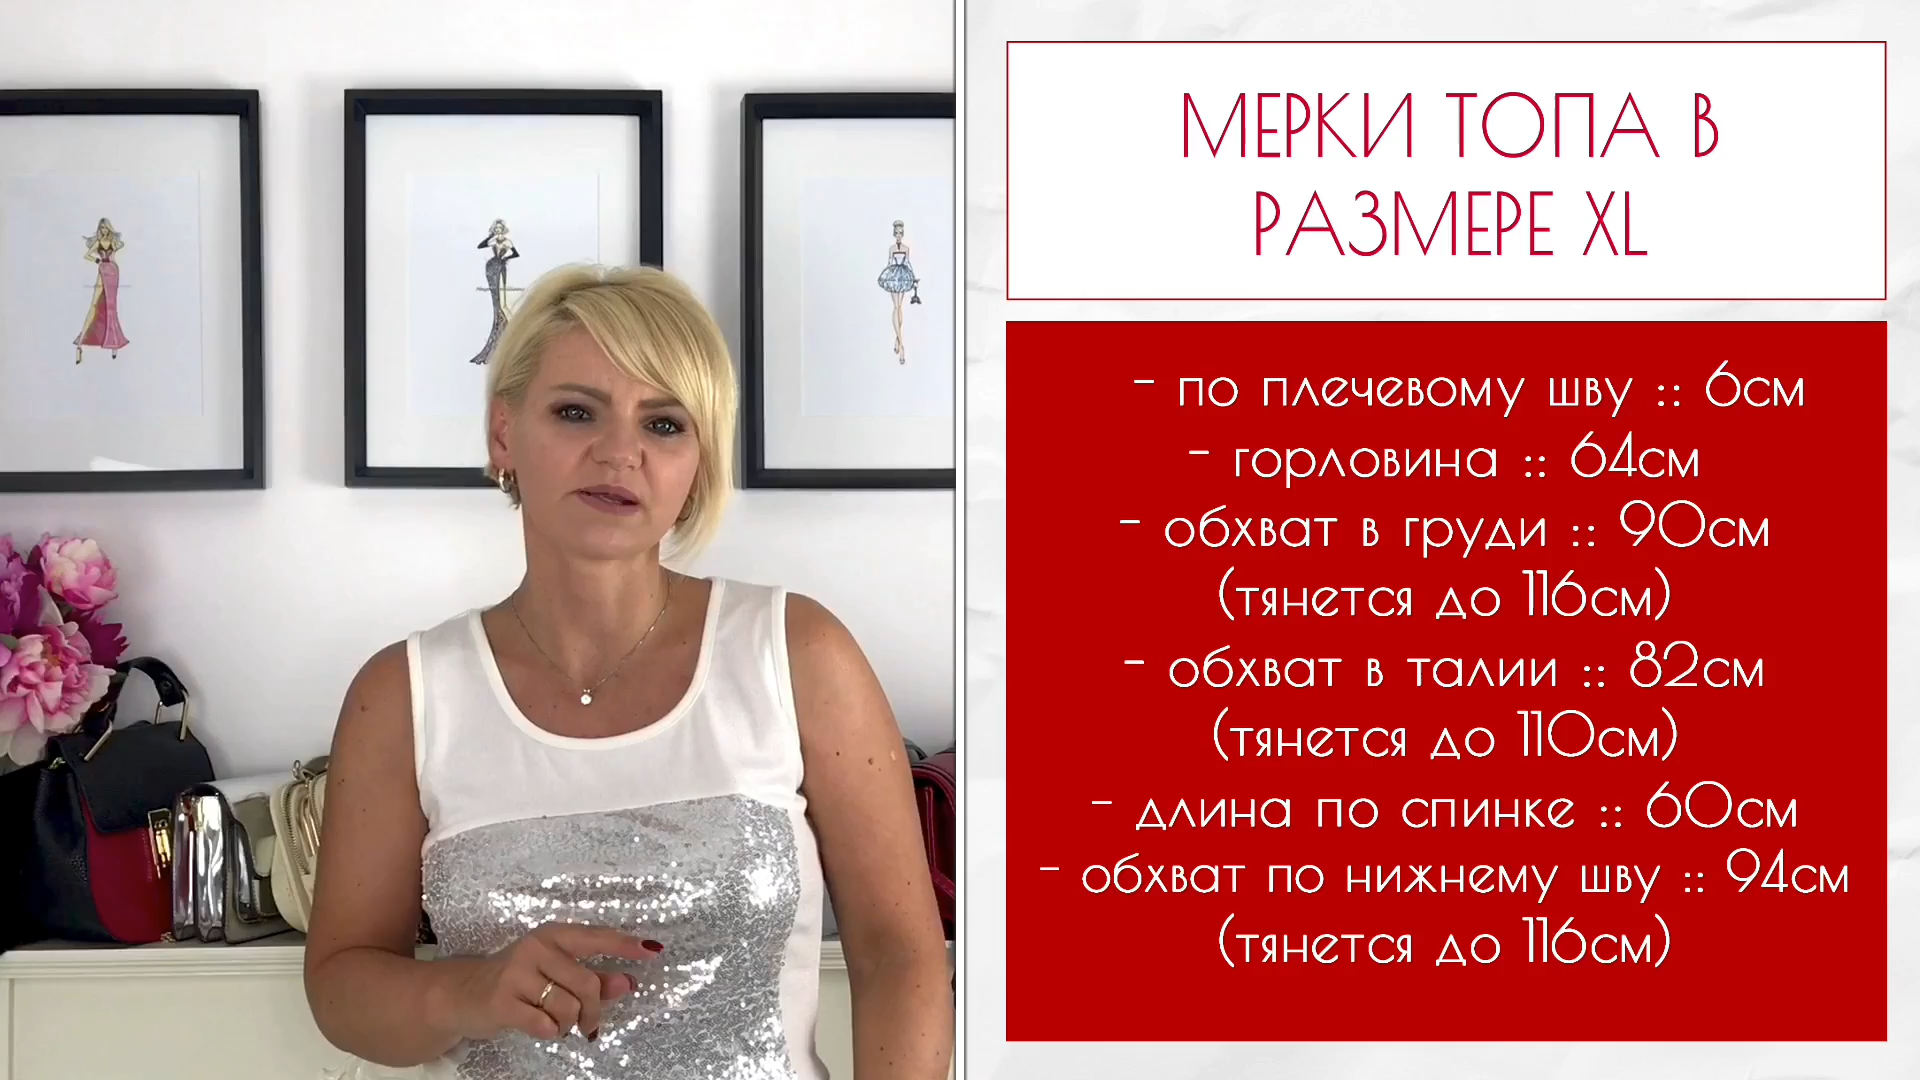 МЕРКИ ТОПА В
РАЗМЕРЕ XL
- по плечевому шву :: 6см
- горловина :: 64см
- обхват в груди :: 90см
(тянется до 116см)
- обхват в талии :: 82см
(тянется до 110см)
- длина по спинке :: 60см
- обхват по нижнему шву :: 94см
(тянется до 116см)